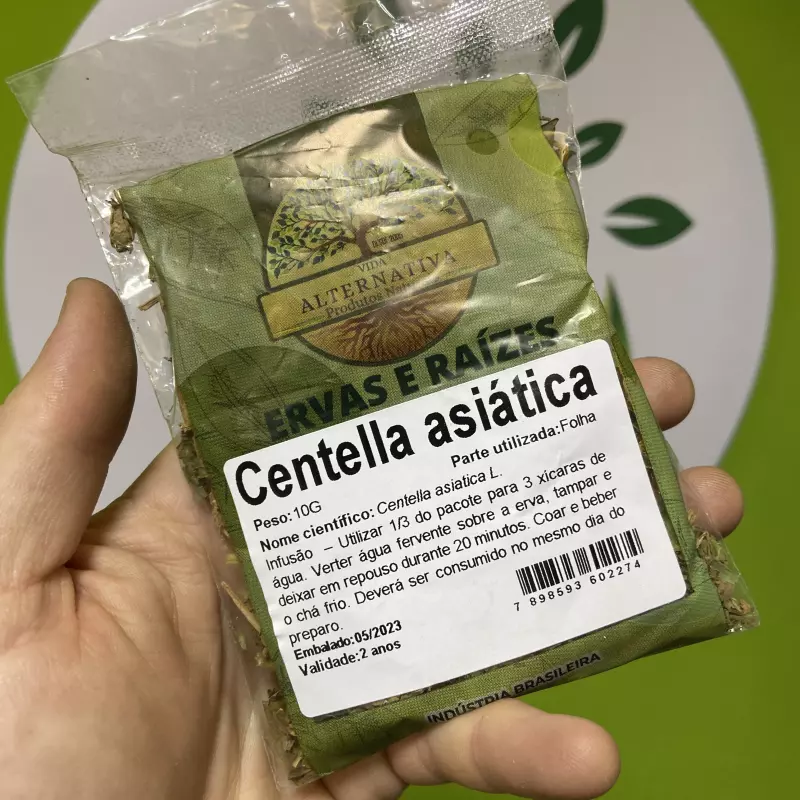 VIDA
ALTERNATIVA
Produtos
ERVAS E RAÍZES
Centella asiática
Parte utilizada:Folha
Peso:10G
Nome científico:Centella asiatica L.
Infusão – Utilizar 1/3 do pacote para 3 xícaras de
água. Verter água fervente sobre a erva, tampar e
deixar em repouso durante 20 minutos. Coar e beber
o chá frio. Deverá ser consumido no mesmo dia do
preparo.
Embalado:05/2023
Validade:2 anos
7 898593 602274
INDÚSTRIA BRASILEIRA